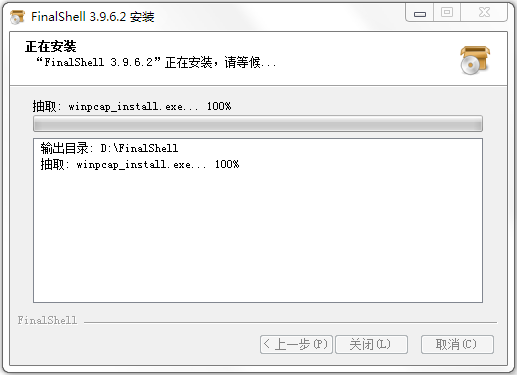 FinalShell 3.9.6.2 安装
正在安装
“FinalShell 3.9.6.2”正在安装，请等候...
抽取: winpcap_install.exe... 100%
输出目录: D:\FinalShell
抽取: winpcap_install.exe... 100%
FinalShell
< 上一步(P) 关闭(L) 取消(C)